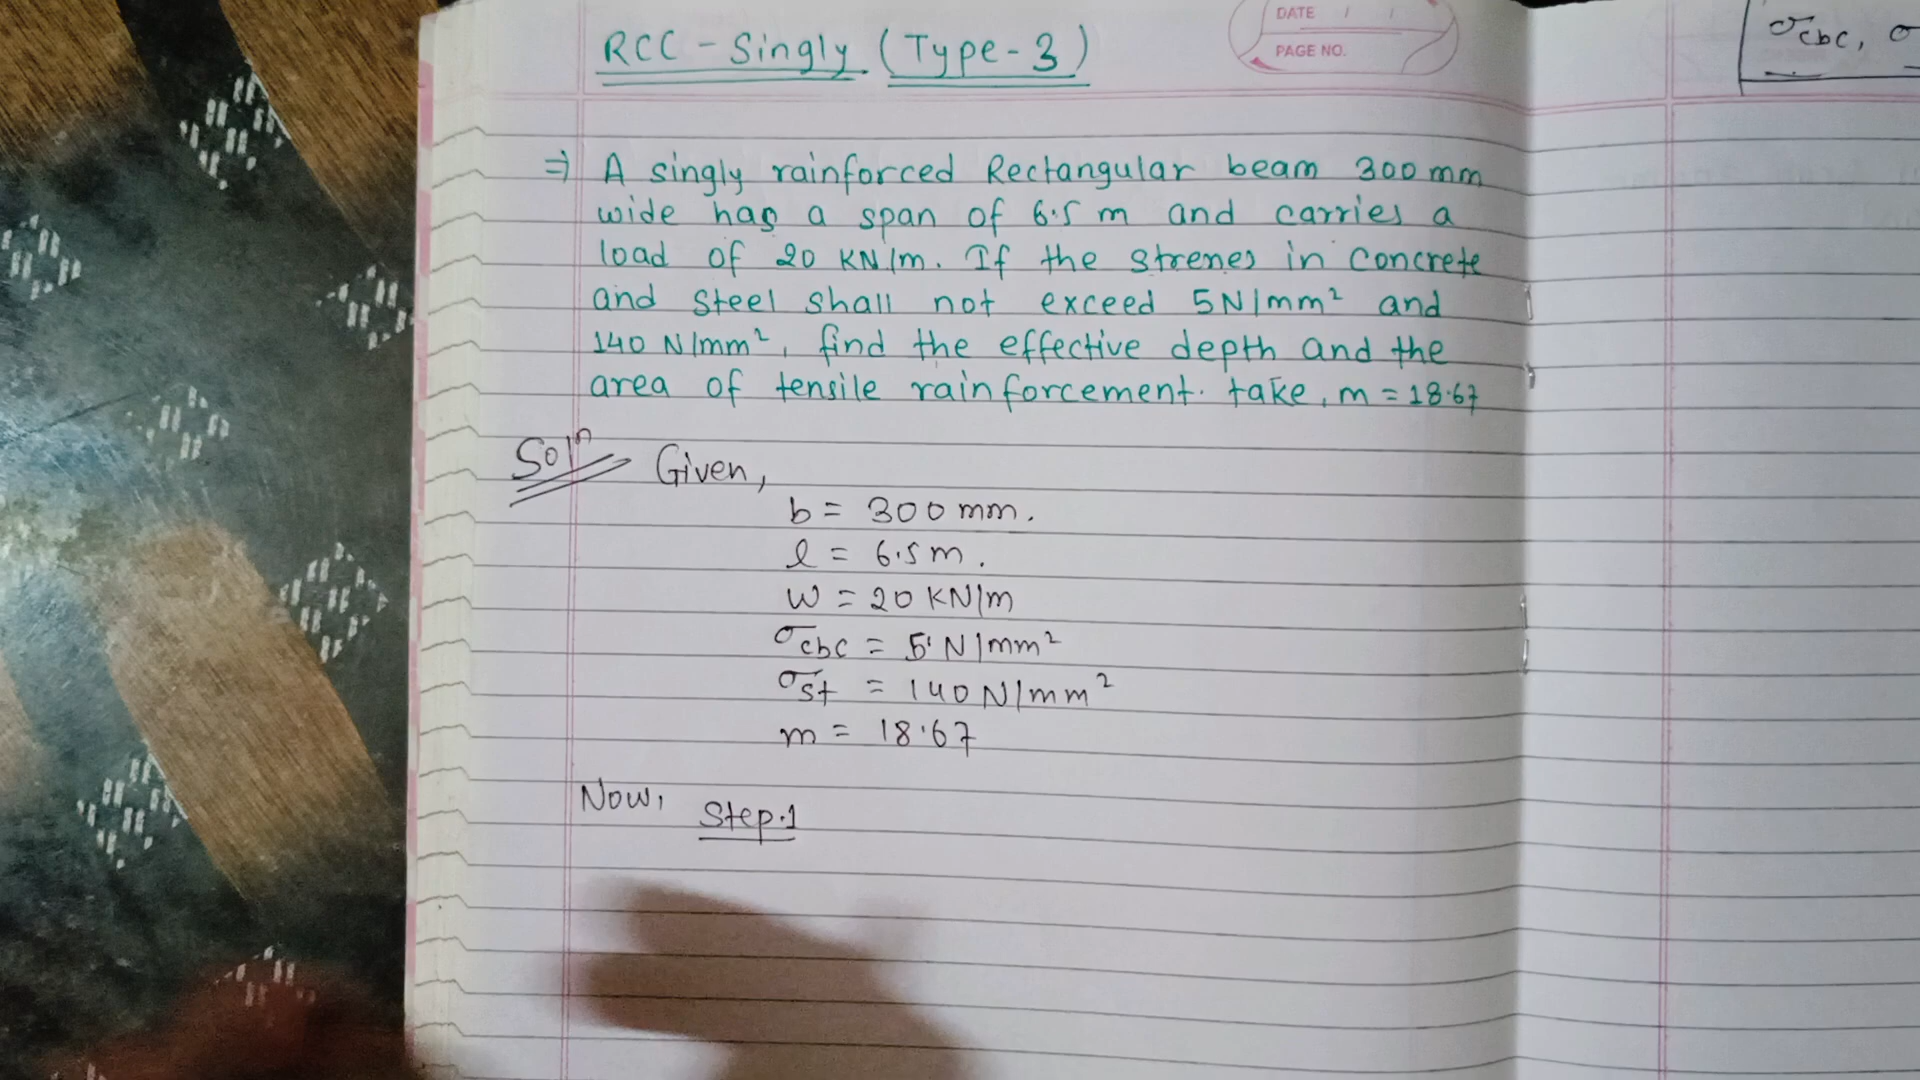 RCC - Singly (Type-3)
DATE / /
PAGE NO.
σcbc, σ
⇒ A singly rainforced Rectangular beam 300 mm
wide has a span of 6.5 m and carries a
load of 20 KN/m. If the stresses in concrete
and steel shall not exceed 5N/mm² and
140 N/mm², find the effective depth and the
area of tensile rainforcement. take, m = 18.67
Solⁿ Given,
b = 300 mm.
l = 6.5 m.
w = 20 KN/m
σcbc = 5 N/mm²
σst = 140 N/mm²
m = 18.67
Now, Step.1